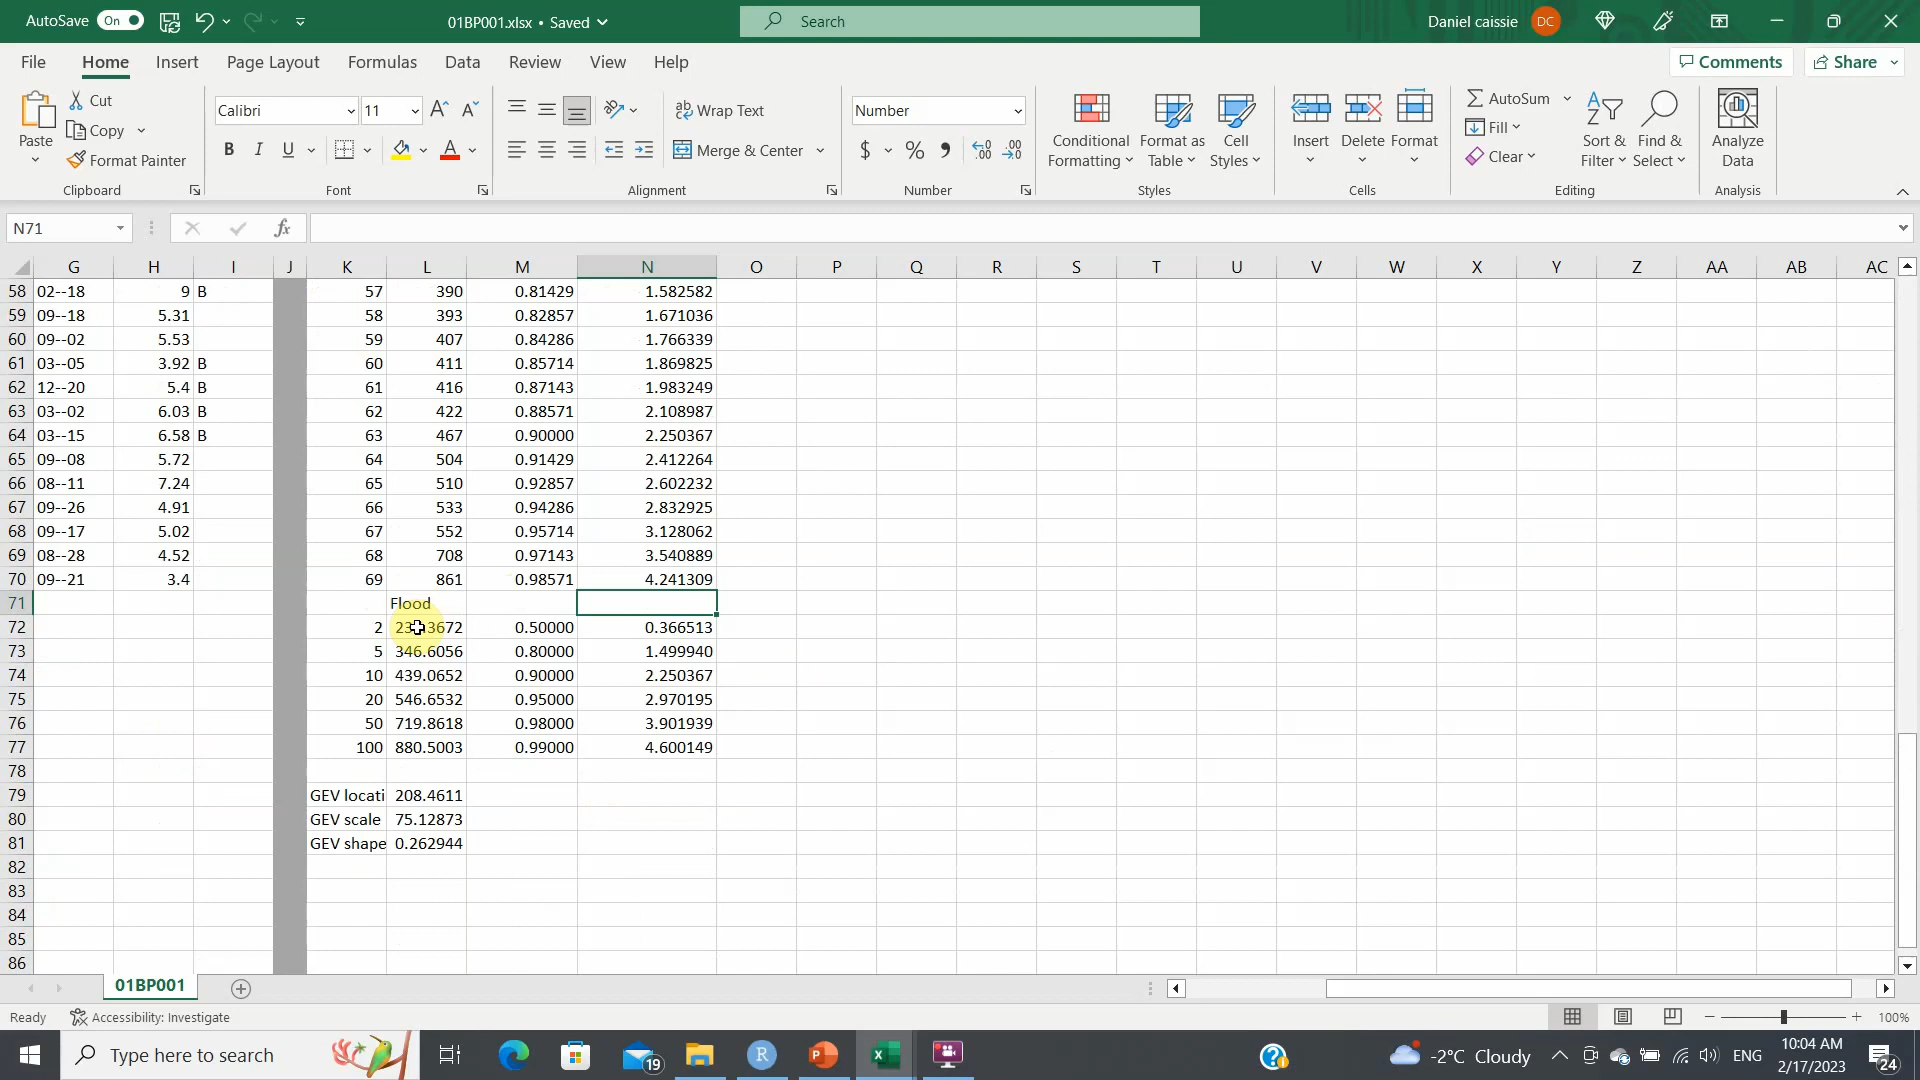 AutoSave On 01BP001.xlsx • Saved Search Daniel caissie DC
File Home Insert Page Layout Formulas Data Review View Help Comments Share
Paste Cut Copy Format Painter Clipboard
Calibri 11 B I U Font
ab Wrap Text Merge & Center Alignment
Number $ % Number
Conditional Formatting Format as Table Cell Styles Styles
Insert Delete Format Cells
AutoSum Fill Clear Sort & Filter Find & Select Editing
Analyze Data Analysis
N71 fx
G H I J K L M N O P Q R S T U V W X Y Z AA AB AC
58 02--18 9 B 57 390 0.81429 1.582582
59 09--18 5.31 58 393 0.82857 1.671036
60 09--02 5.53 59 407 0.84286 1.766339
61 03--05 3.92 B 60 411 0.85714 1.869825
62 12--20 5.4 B 61 416 0.87143 1.983249
63 03--02 6.03 B 62 422 0.88571 2.108987
64 03--15 6.58 B 63 467 0.90000 2.250367
65 09--08 5.72 64 504 0.91429 2.412264
66 08--11 7.24 65 510 0.92857 2.602232
67 09--26 4.91 66 533 0.94286 2.832925
68 09--17 5.02 67 552 0.95714 3.128062
69 08--28 4.52 68 708 0.97143 3.540889
70 09--21 3.4 69 861 0.98571 4.241309
71 Flood
72 2 0.50000 0.366513
73 5 346.6056 0.80000 1.499940
74 10 439.0652 0.90000 2.250367
75 20 546.6532 0.95000 2.970195
76 50 719.8618 0.98000 3.901939
77 100 880.5003 0.99000 4.600149
78
79 GEV locati 208.4611
80 GEV scale 75.12873
81 GEV shape 0.262944
82
83
84
85
86
01BP001
Ready Accessibility: Investigate 100%
Type here to search 19 -2°C Cloudy ENG 10:04 AM 2/17/2023 24